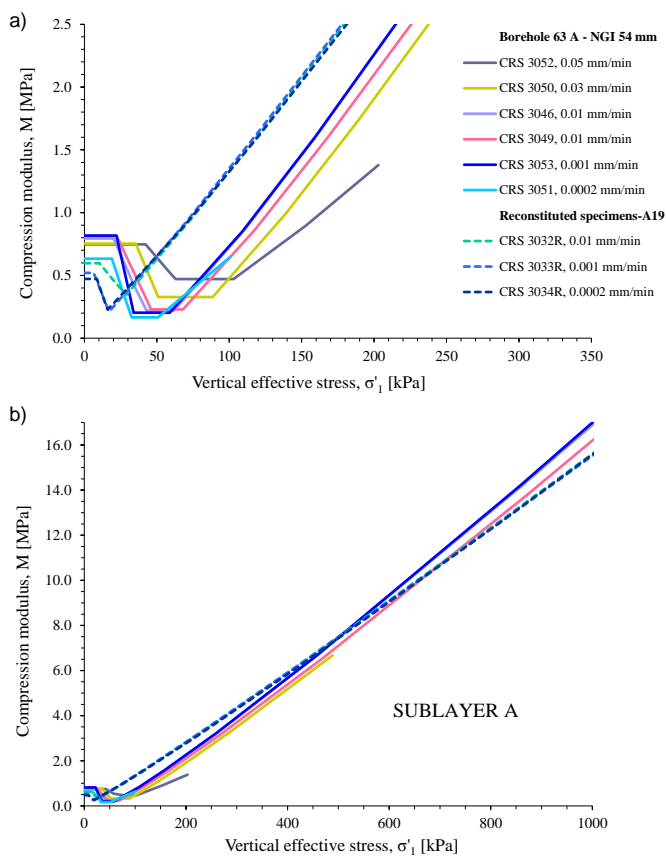 a)
Compression modulus, M [MPa]
2.5
2.0
1.5
1.0
0.5
0.0
0
50
100
150
200
250
300
350
Vertical effective stress, σ'1 [kPa]
Borehole 63 A - NGI 54 mm
CRS 3052, 0.05 mm/min
CRS 3050, 0.03 mm/min
CRS 3046, 0.01 mm/min
CRS 3049, 0.01 mm/min
CRS 3053, 0.001 mm/min
CRS 3051, 0.0002 mm/min
Reconstituted specimens-A19
CRS 3032R, 0.01 mm/min
CRS 3033R, 0.001 mm/min
CRS 3034R, 0.0002 mm/min
b)
Compression modulus, M [MPa]
16.0
14.0
12.0
10.0
8.0
6.0
4.0
2.0
0.0
SUBLAYER A
0
200
400
600
800
1000
Vertical effective stress, σ'1 [kPa]